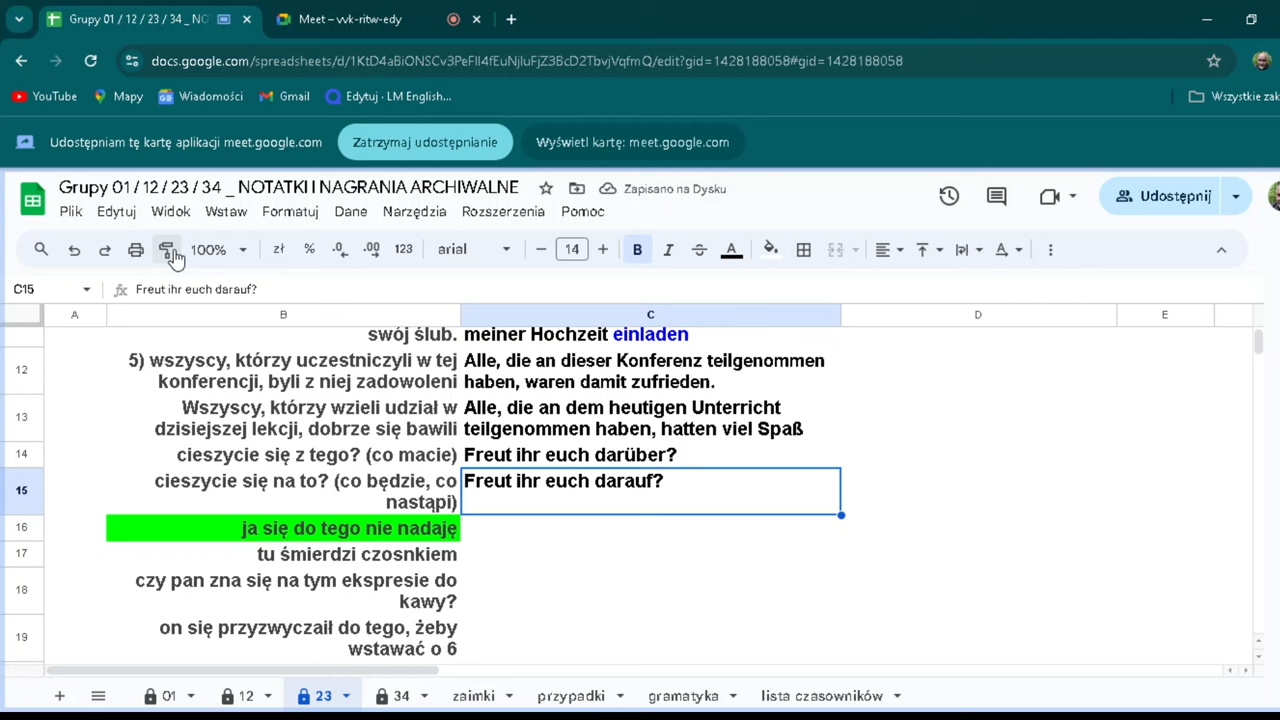 Grupy 01 / 12 / 23 / 34 _ NO
Meet – vvk-ritw-edy
docs.google.com/spreadsheets/d/1KtD4aBiONSCv3PeFlI4fEuNjluFjZ3BcD2TbvjVqfmQ/edit?gid=1428188058#gid=1428188058
YouTube Mapy Wiadomości Gmail Edytuj · LM English... Wszystkie zak
Udostępniam tę kartę aplikacji meet.google.com Zatrzymaj udostępnianie Wyświetl kartę: meet.google.com
Grupy 01 / 12 / 23 / 34 _ NOTATKI I NAGRANIA ARCHIWALNE Zapisano na Dysku
Udostępnij
Plik Edytuj Widok Wstaw Formatuj Dane Narzędzia Rozszerzenia Pomoc
100% zł % .0 .00 123 arial 14 B I S A
C15 fx Freut ihr euch darauf?
A B C D E
swój ślub. meiner Hochzeit einladen
12 5) wszyscy, którzy uczestniczyli w tej Alle, die an dieser Konferenz teilgenommen
konferencji, byli z niej zadowoleni haben, waren damit zufrieden.
13 Wszyscy, którzy wzieli udział w Alle, die an dem heutigen Unterricht
dzisiejszej lekcji, dobrze się bawili teilgenommen haben, hatten viel Spaß
14 cieszycie się z tego? (co macie) Freut ihr euch darüber?
15 cieszycie się na to? (co będzie, co Freut ihr euch darauf?
nastąpi)
16 ja się do tego nie nadaję
17 tu śmierdzi czosnkiem
18 czy pan zna się na tym ekspresie do
kawy?
19 on się przyzwyczaił do tego, żeby
wstawać o 6
01 12 23 34 zaimki przypadki gramatyka lista czasowników